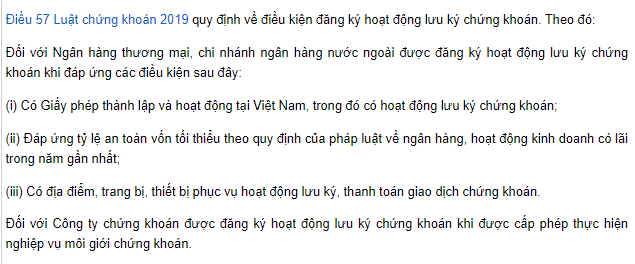 Điều 57 Luật chứng khoán 2019 quy định về điều kiện đăng ký hoạt động lưu ký chứng khoán. Theo đó:
Đối với Ngân hàng thương mại, chi nhánh ngân hàng nước ngoài được đăng ký hoạt động lưu ký chứng
khoán khi đáp ứng các điều kiện sau đây:
(i) Có Giấy phép thành lập và hoạt động tại Việt Nam, trong đó có hoạt động lưu ký chứng khoán;
(ii) Đáp ứng tỷ lệ an toàn vốn tối thiểu theo quy định của pháp luật về ngân hàng, hoạt động kinh doanh có lãi
trong năm gần nhất;
(iii) Có địa điểm, trang bị, thiết bị phục vụ hoạt động lưu ký, thanh toán giao dịch chứng khoán.
Đối với Công ty chứng khoán được đăng ký hoạt động lưu ký chứng khoán khi được cấp phép thực hiện
nghiệp vụ môi giới chứng khoán.